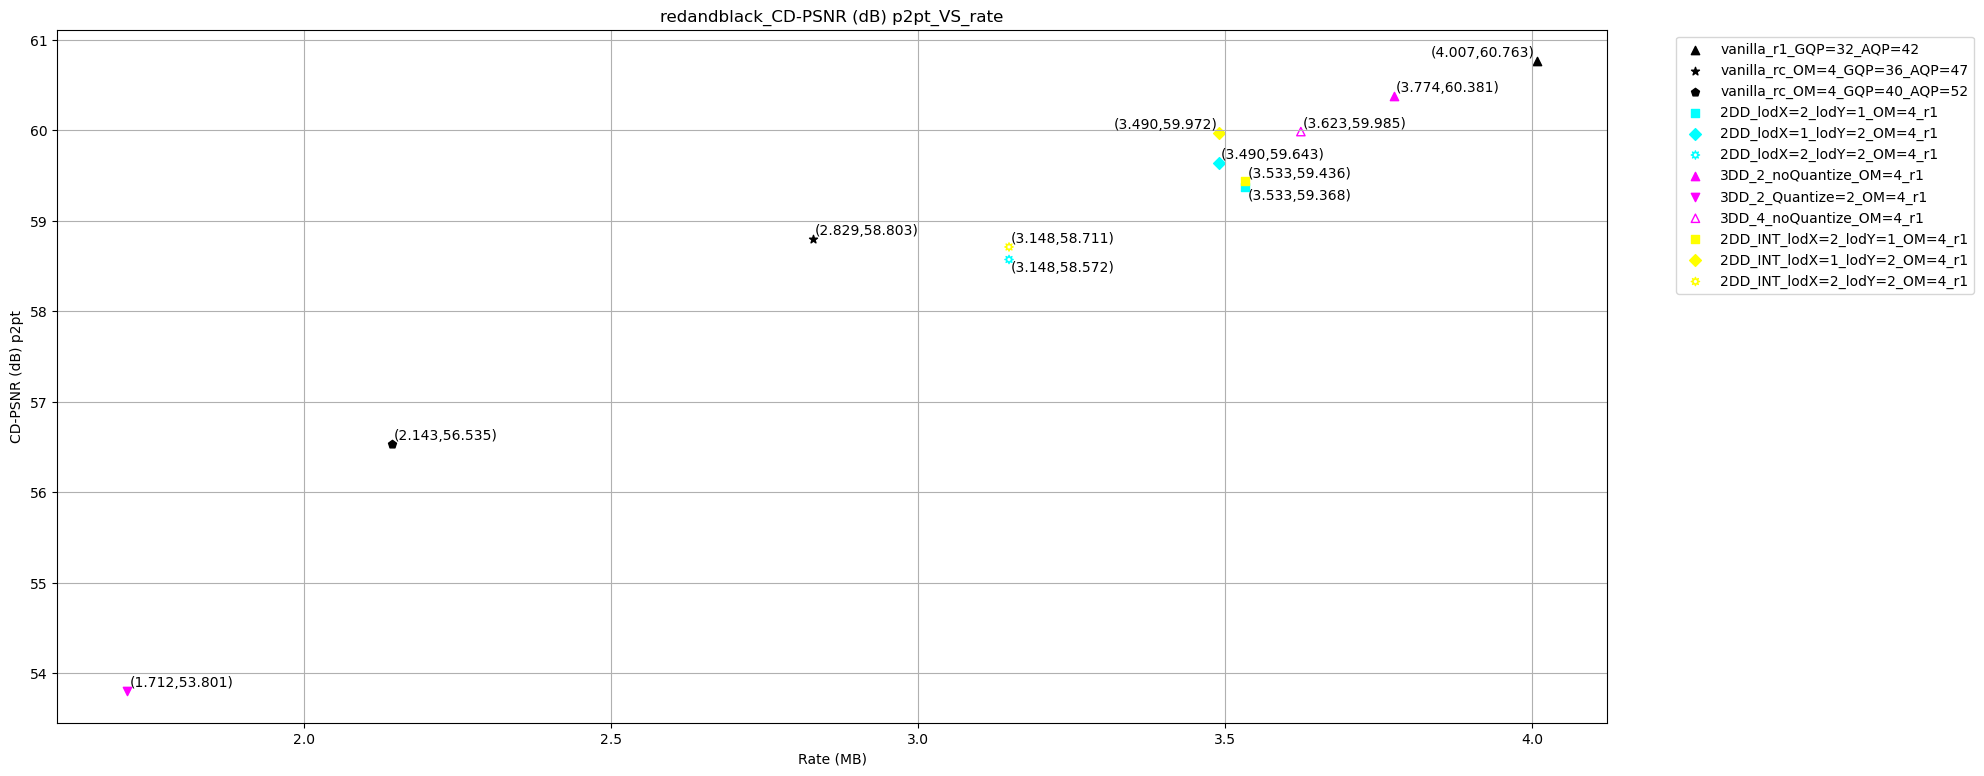 redandblack_CD-PSNR (dB) p2pt_VS_rate
61
60
59
58
57
56
55
54
CD-PSNR (dB) p2pt
(4.007,60.763)
(3.774,60.381)
(3.490,59.972)
(3.623,59.985)
(3.490,59.643)
(3.533,59.436)
(3.533,59.368)
(2.829,58.803)
(3.148,58.711)
(3.148,58.572)
(2.143,56.535)
(1.712,53.801)
2.0
2.5
3.0
3.5
4.0
Rate (MB)
vanilla_r1_GQP=32_AQP=42
vanilla_rc_OM=4_GQP=36_AQP=47
vanilla_rc_OM=4_GQP=40_AQP=52
2DD_lodX=2_lodY=1_OM=4_r1
2DD_lodX=1_lodY=2_OM=4_r1
2DD_lodX=2_lodY=2_OM=4_r1
3DD_2_noQuantize_OM=4_r1
3DD_2_Quantize=2_OM=4_r1
3DD_4_noQuantize_OM=4_r1
2DD_INT_lodX=2_lodY=1_OM=4_r1
2DD_INT_lodX=1_lodY=2_OM=4_r1
2DD_INT_lodX=2_lodY=2_OM=4_r1